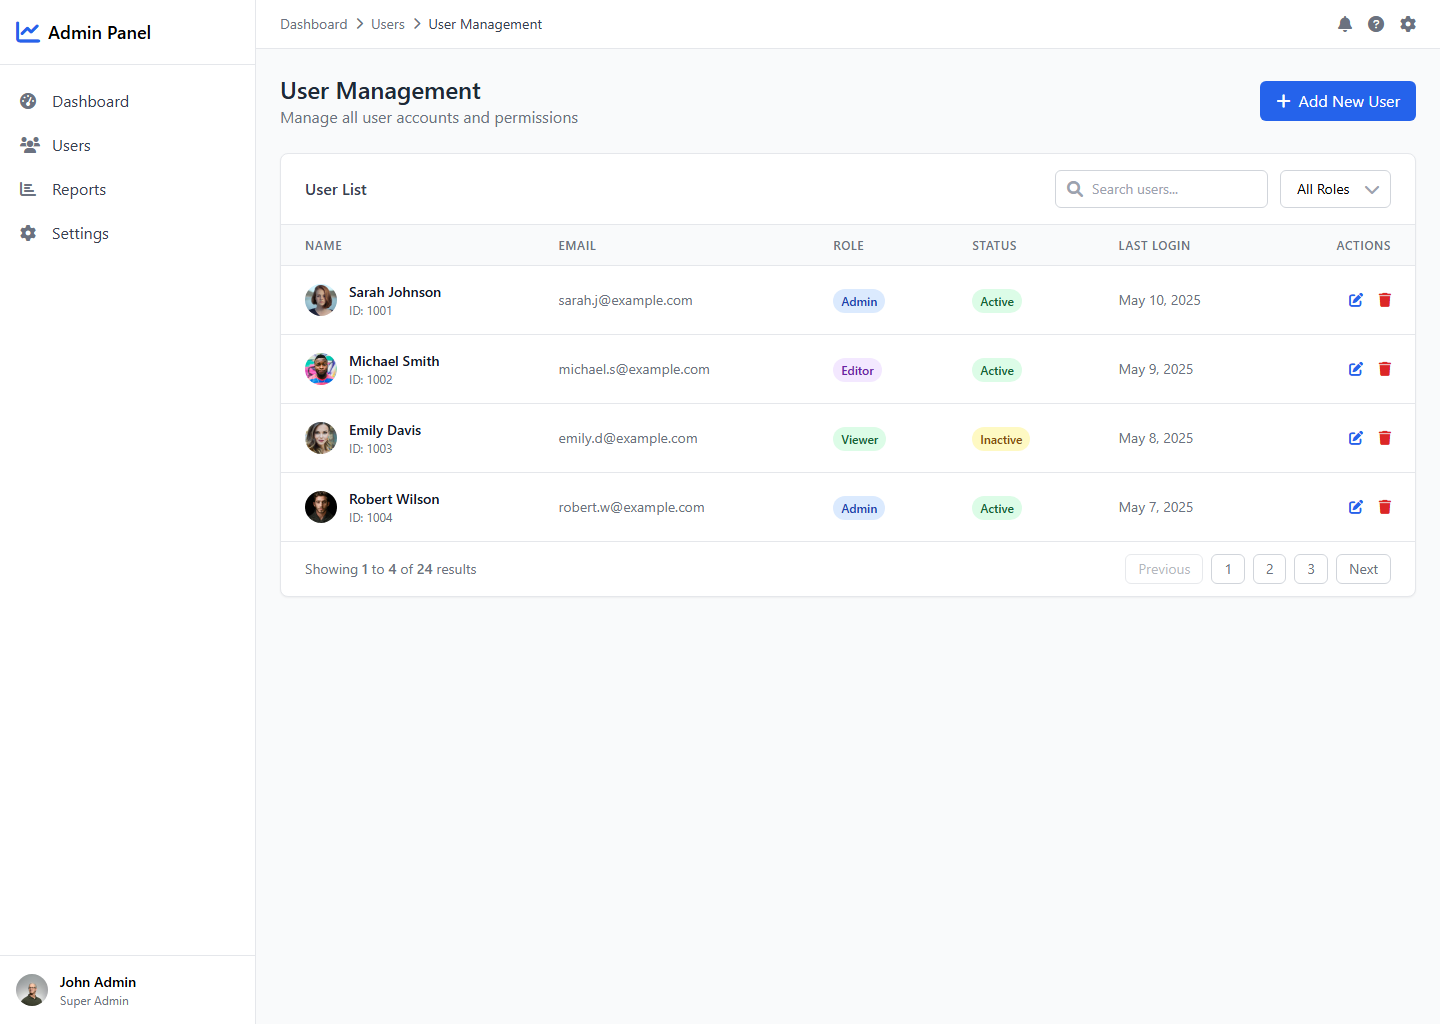 Admin Panel
Dashboard
Users
Reports
Settings
John Admin
Super Admin
Dashboard Users User Management
User Management
Manage all user accounts and permissions
Add New User
User List
Search users...
All Roles
NAME EMAIL ROLE STATUS LAST LOGIN ACTIONS
Sarah Johnson
ID: 1001
sarah.j@example.com Admin Active May 10, 2025
Michael Smith
ID: 1002
michael.s@example.com Editor Active May 9, 2025
Emily Davis
ID: 1003
emily.d@example.com Viewer Inactive May 8, 2025
Robert Wilson
ID: 1004
robert.w@example.com Admin Active May 7, 2025
Showing 1 to 4 of 24 results
Previous 1 2 3 Next